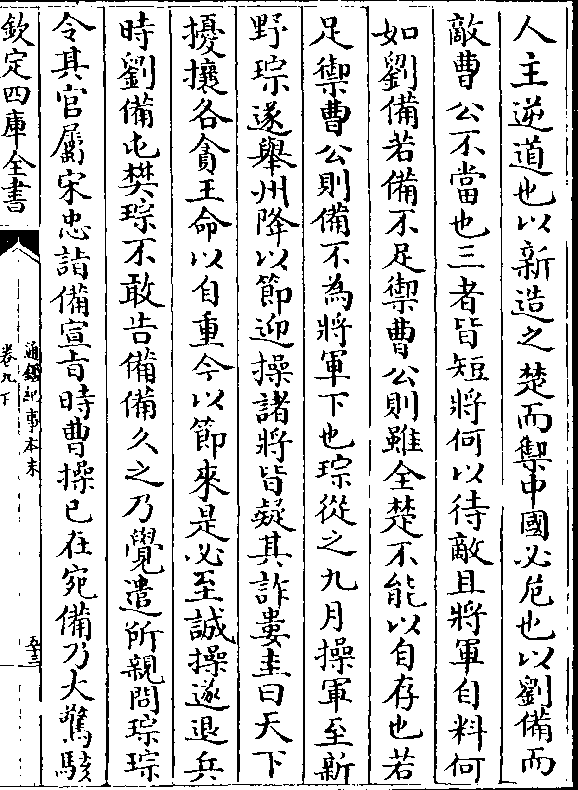 人主逆道也以新造之楚而禦中國必危也以劉備而
敵曹公不當也三者皆短將何以待敵且將軍自料何
如劉備若備不足禦曹公則雖全楚不能以自存也若
足禦曹公則備不為將軍下也琮從之九月操軍至新
野琮遂舉州降以節迎操諸將皆疑其詐婁圭曰天下
擾攘各貪王命以自重今以節來是必至誠操遂退兵
時劉備屯樊琮不敢告備備久之乃覺遣所親問琮琮
令其官屬宋忠詣備宣旨時曹操已在宛備乃大驚駭
欽定四庫全書
通鑑紀事本末
卷九下
五十三